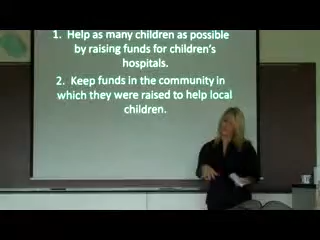 1. Help as many children as possible
by raising funds for children's
hospitals.
2. Keep funds in the community in
which they were raised to help local
children.